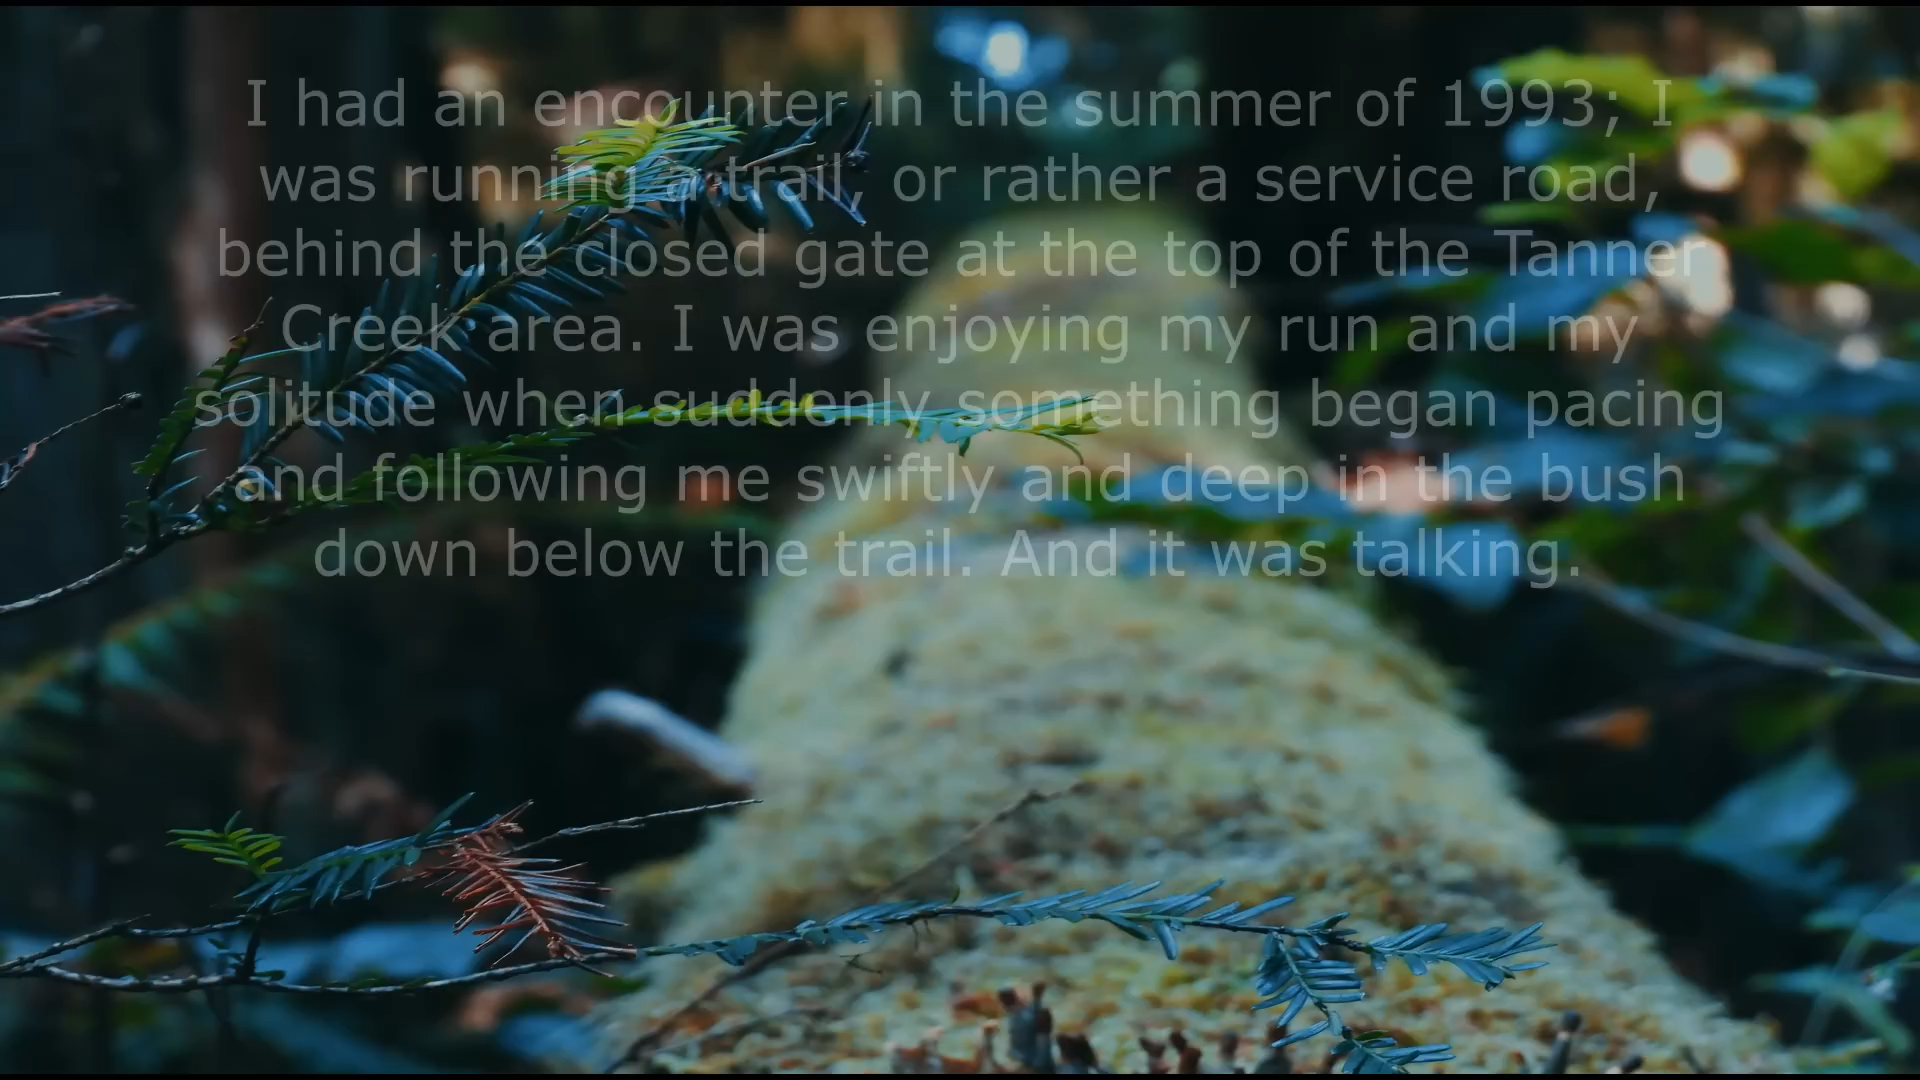 I had an encounter in the summer of 1993; I
was running a trail, or rather a service road,
behind the closed gate at the top of the Tanner
Creek area. I was enjoying my run and my
solitude when suddenly something began pacing
and following me swiftly and deep in the bush
down below the trail. And it was talking.